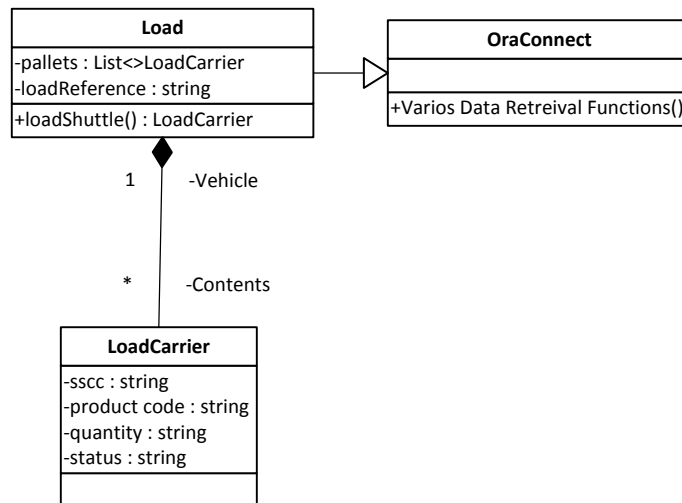 Load
-pallets : List<>LoadCarrier
-loadReference : string
+loadShuttle() : LoadCarrier
OraConnect
+Varios Data Retreival Functions()
1
-Vehicle
*
-Contents
LoadCarrier
-sscc : string
-product code : string
-quantity : string
-status : string